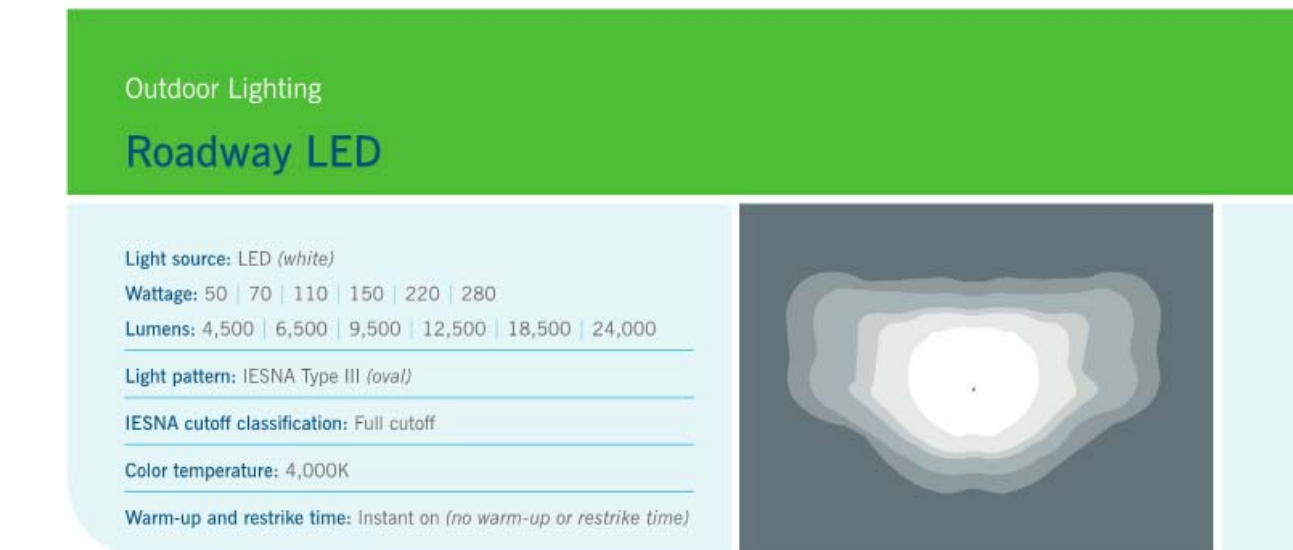 Outdoor Lighting
Roadway LED
Light source: LED (white)
Wattage: 50 | 70 | 110 | 150 | 220 | 280
Lumens: 4,500 | 6,500 | 9,500 | 12,500 | 18,500 | 24,000
Light pattern: IESNA Type III (oval)
IESNA cutoff classification: Full cutoff
Color temperature: 4,000K
Warm-up and restrike time: Instant on (no warm-up or restrike time)